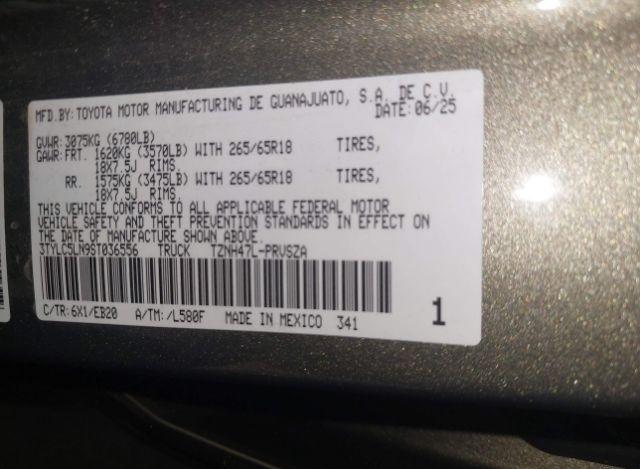 MFD.BY:TOYOTA MOTOR MANUFACTURING DE GUANAJUATO, S.A. DE C.V.
DATE: 06/25
GVWR: 3075KG (6780LB)
GAWR:FRT. 1620KG (3570LB) WITH 265/65R18 TIRES,
18X7.5J RIMS.
RR. 1575KG (3475LB) WITH 265/65R18 TIRES,
18X7.5J RIMS.
THIS VEHICLE CONFORMS TO ALL APPLICABLE FEDERAL MOTOR
VEHICLE SAFETY AND THEFT PREVENTION STANDARDS IN EFFECT ON
THE DATE OF MANUFACTURE SHOWN ABOVE.
3TYLC5LN9ST036556 TRUCK TZNH47L-PRVSZA
C/TR:6X1/EB20 A/TM:/L580F MADE IN MEXICO 341
1